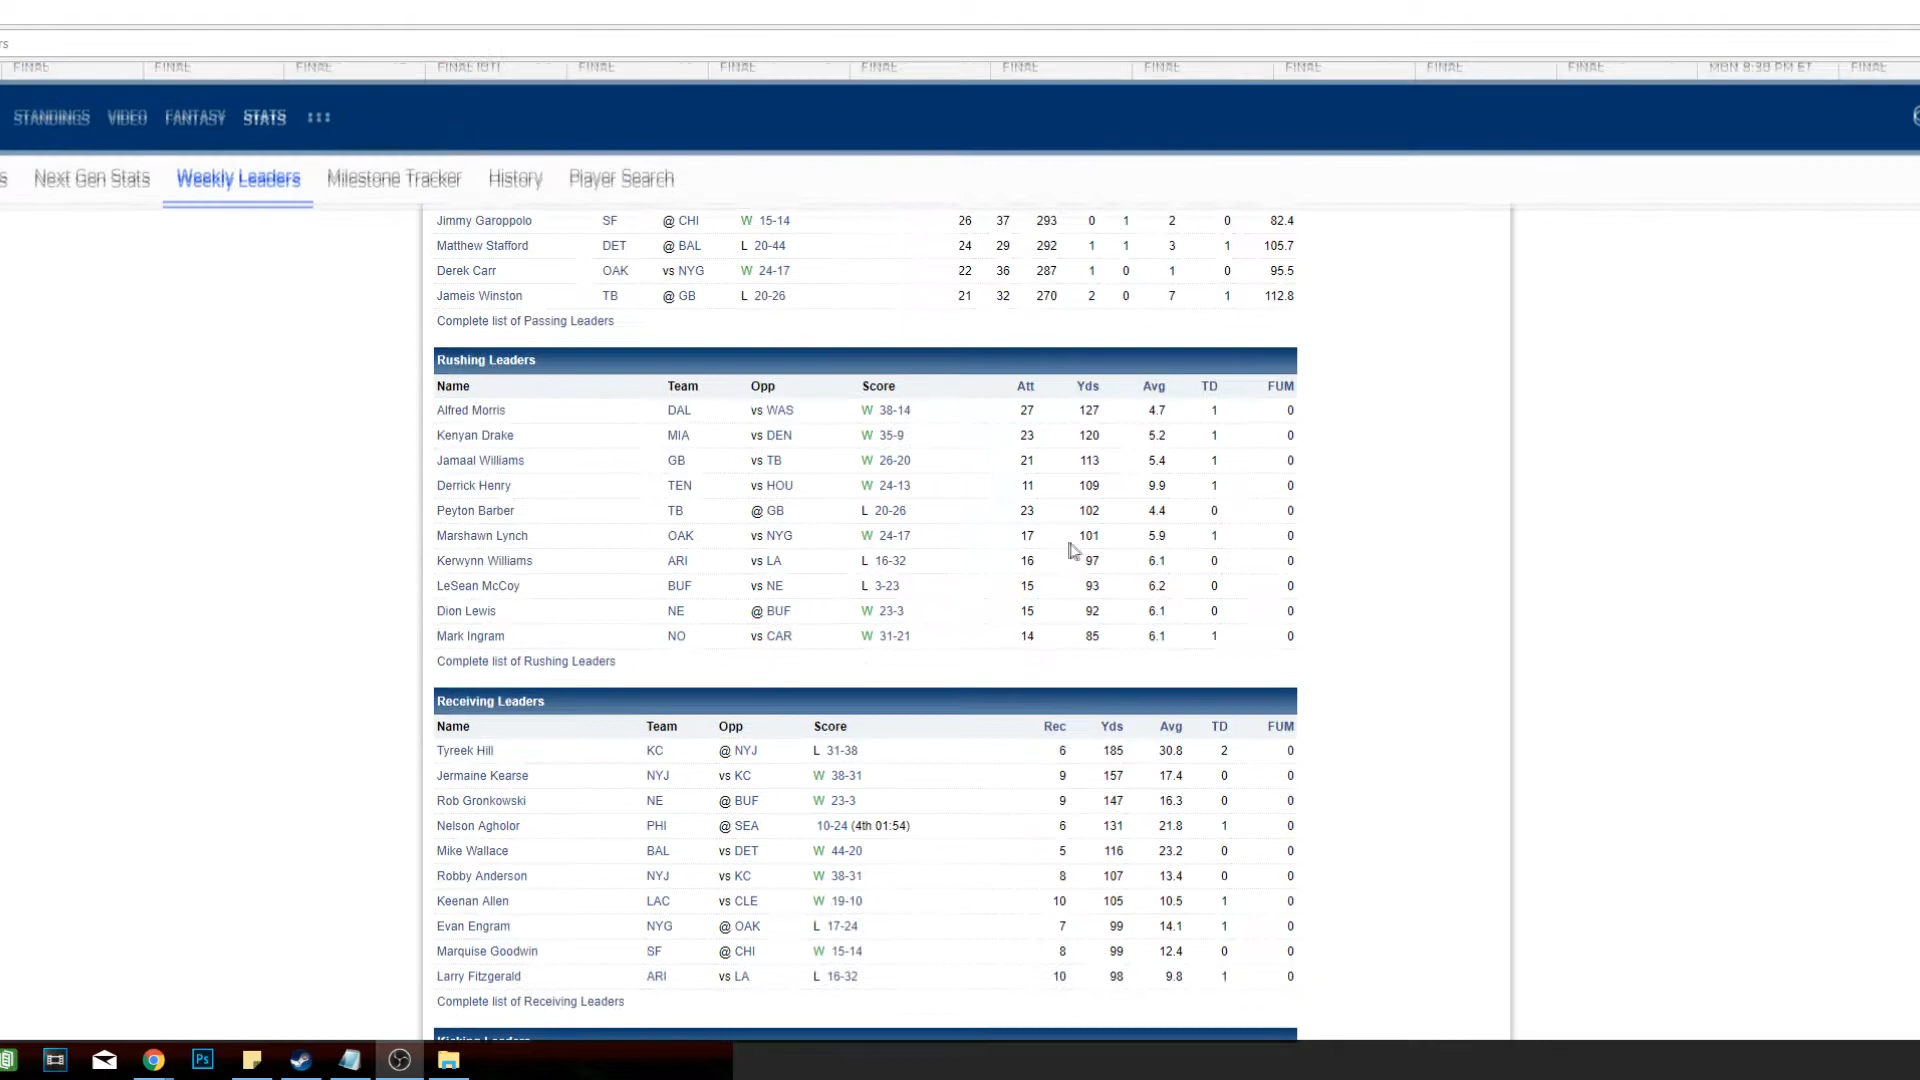 rs
FINAL FINAL FINAL FINAL (OT) FINAL FINAL FINAL FINAL FINAL FINAL FINAL FINAL MON 8:30 PM ET FINAL
STANDINGS VIDEO FANTASY STATS
s Next Gen Stats Weekly Leaders Milestone Tracker History Player Search
Jimmy Garoppolo SF @ CHI W 15-14 26 37 293 0 1 2 0 82.4
Matthew Stafford DET @ BAL L 20-44 24 29 292 1 1 3 1 105.7
Derek Carr OAK vs NYG W 24-17 22 36 287 1 0 1 0 95.5
Jameis Winston TB @ GB L 20-26 21 32 270 2 0 7 1 112.8
Complete list of Passing Leaders
Rushing Leaders
Name Team Opp Score Att Yds Avg TD FUM
Alfred Morris DAL vs WAS W 38-14 27 127 4.7 1 0
Kenyan Drake MIA vs DEN W 35-9 23 120 5.2 1 0
Jamaal Williams GB vs TB W 26-20 21 113 5.4 1 0
Derrick Henry TEN vs HOU W 24-13 11 109 9.9 1 0
Peyton Barber TB @ GB L 20-26 23 102 4.4 0 0
Marshawn Lynch OAK vs NYG W 24-17 17 101 5.9 1 0
Kerwynn Williams ARI vs LA L 16-32 16 97 6.1 0 0
LeSean McCoy BUF vs NE L 3-23 15 93 6.2 0 0
Dion Lewis NE @ BUF W 23-3 15 92 6.1 0 0
Mark Ingram NO vs CAR W 31-21 14 85 6.1 1 0
Complete list of Rushing Leaders
Receiving Leaders
Name Team Opp Score Rec Yds Avg TD FUM
Tyreek Hill KC @ NYJ L 31-38 6 185 30.8 2 0
Jermaine Kearse NYJ vs KC W 38-31 9 157 17.4 0 0
Rob Gronkowski NE @ BUF W 23-3 9 147 16.3 0 0
Nelson Agholor PHI @ SEA 10-24 (4th 01:54) 6 131 21.8 1 0
Mike Wallace BAL vs DET W 44-20 5 116 23.2 0 0
Robby Anderson NYJ vs KC W 38-31 8 107 13.4 0 0
Keenan Allen LAC vs CLE W 19-10 10 105 10.5 1 0
Evan Engram NYG @ OAK L 17-24 7 99 14.1 1 0
Marquise Goodwin SF @ CHI W 15-14 8 99 12.4 0 0
Larry Fitzgerald ARI vs LA L 16-32 10 98 9.8 1 0
Complete list of Receiving Leaders
Kicking Leaders
Ps